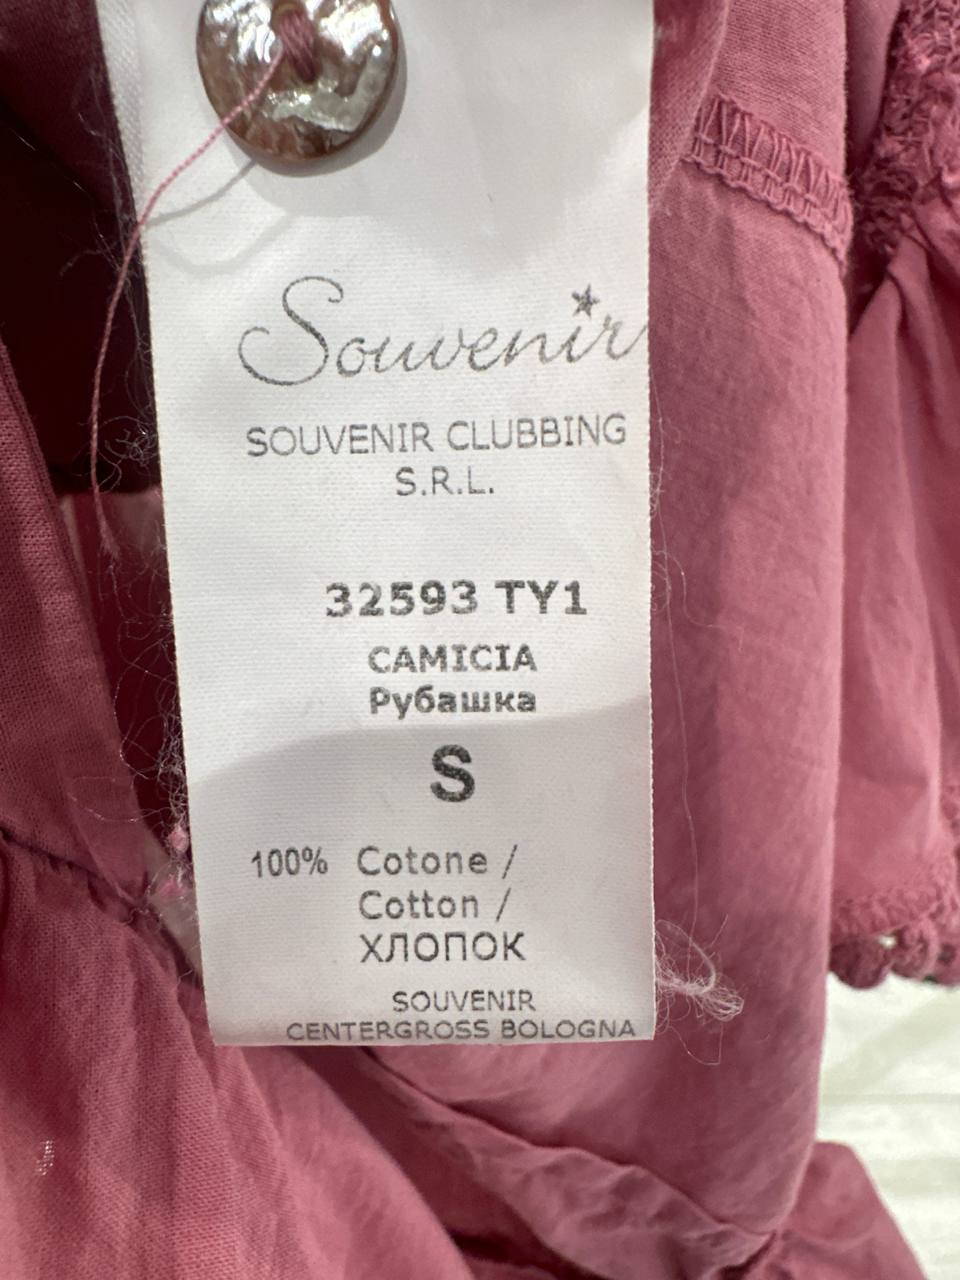 Souvenir
SOUVENIR CLUBBING
S.R.L.
32593 TY1
CAMICIA
Рубашка
S
100% Cotone /
Cotton /
ХЛОПОК
SOUVENIR
CENTERGROSS BOLOGNA